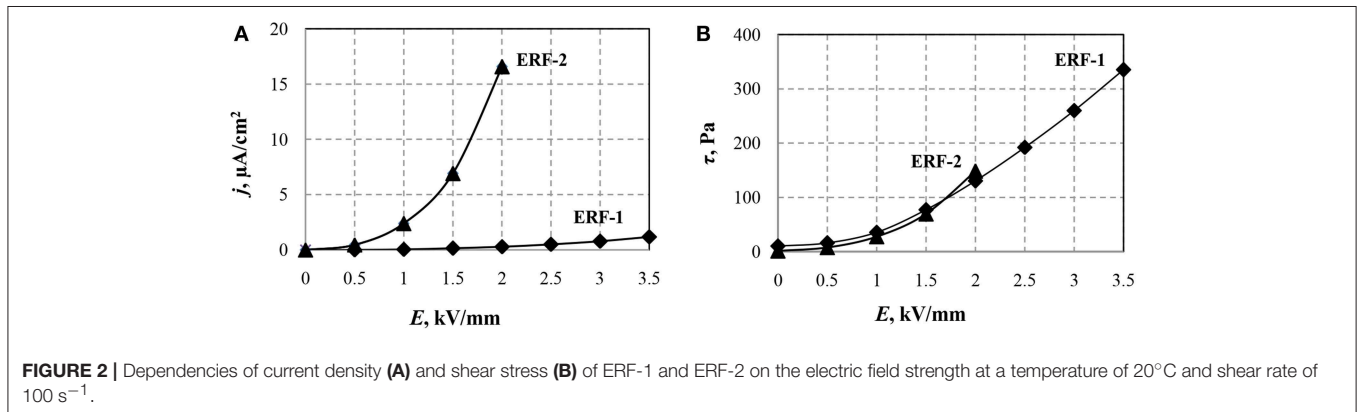 A
20
15
10
5
0
j, µA/cm²
ERF-2
ERF-1
0 0.5 1 1.5 2 2.5 3 3.5
E, kV/mm
B
400
300
200
100
0
τ, Pa
ERF-1
ERF-2
0 0.5 1 1.5 2 2.5 3 3.5
E, kV/mm
FIGURE 2 | Dependencies of current density (A) and shear stress (B) of ERF-1 and ERF-2 on the electric field strength at a temperature of 20°C and shear rate of
100 s⁻¹.